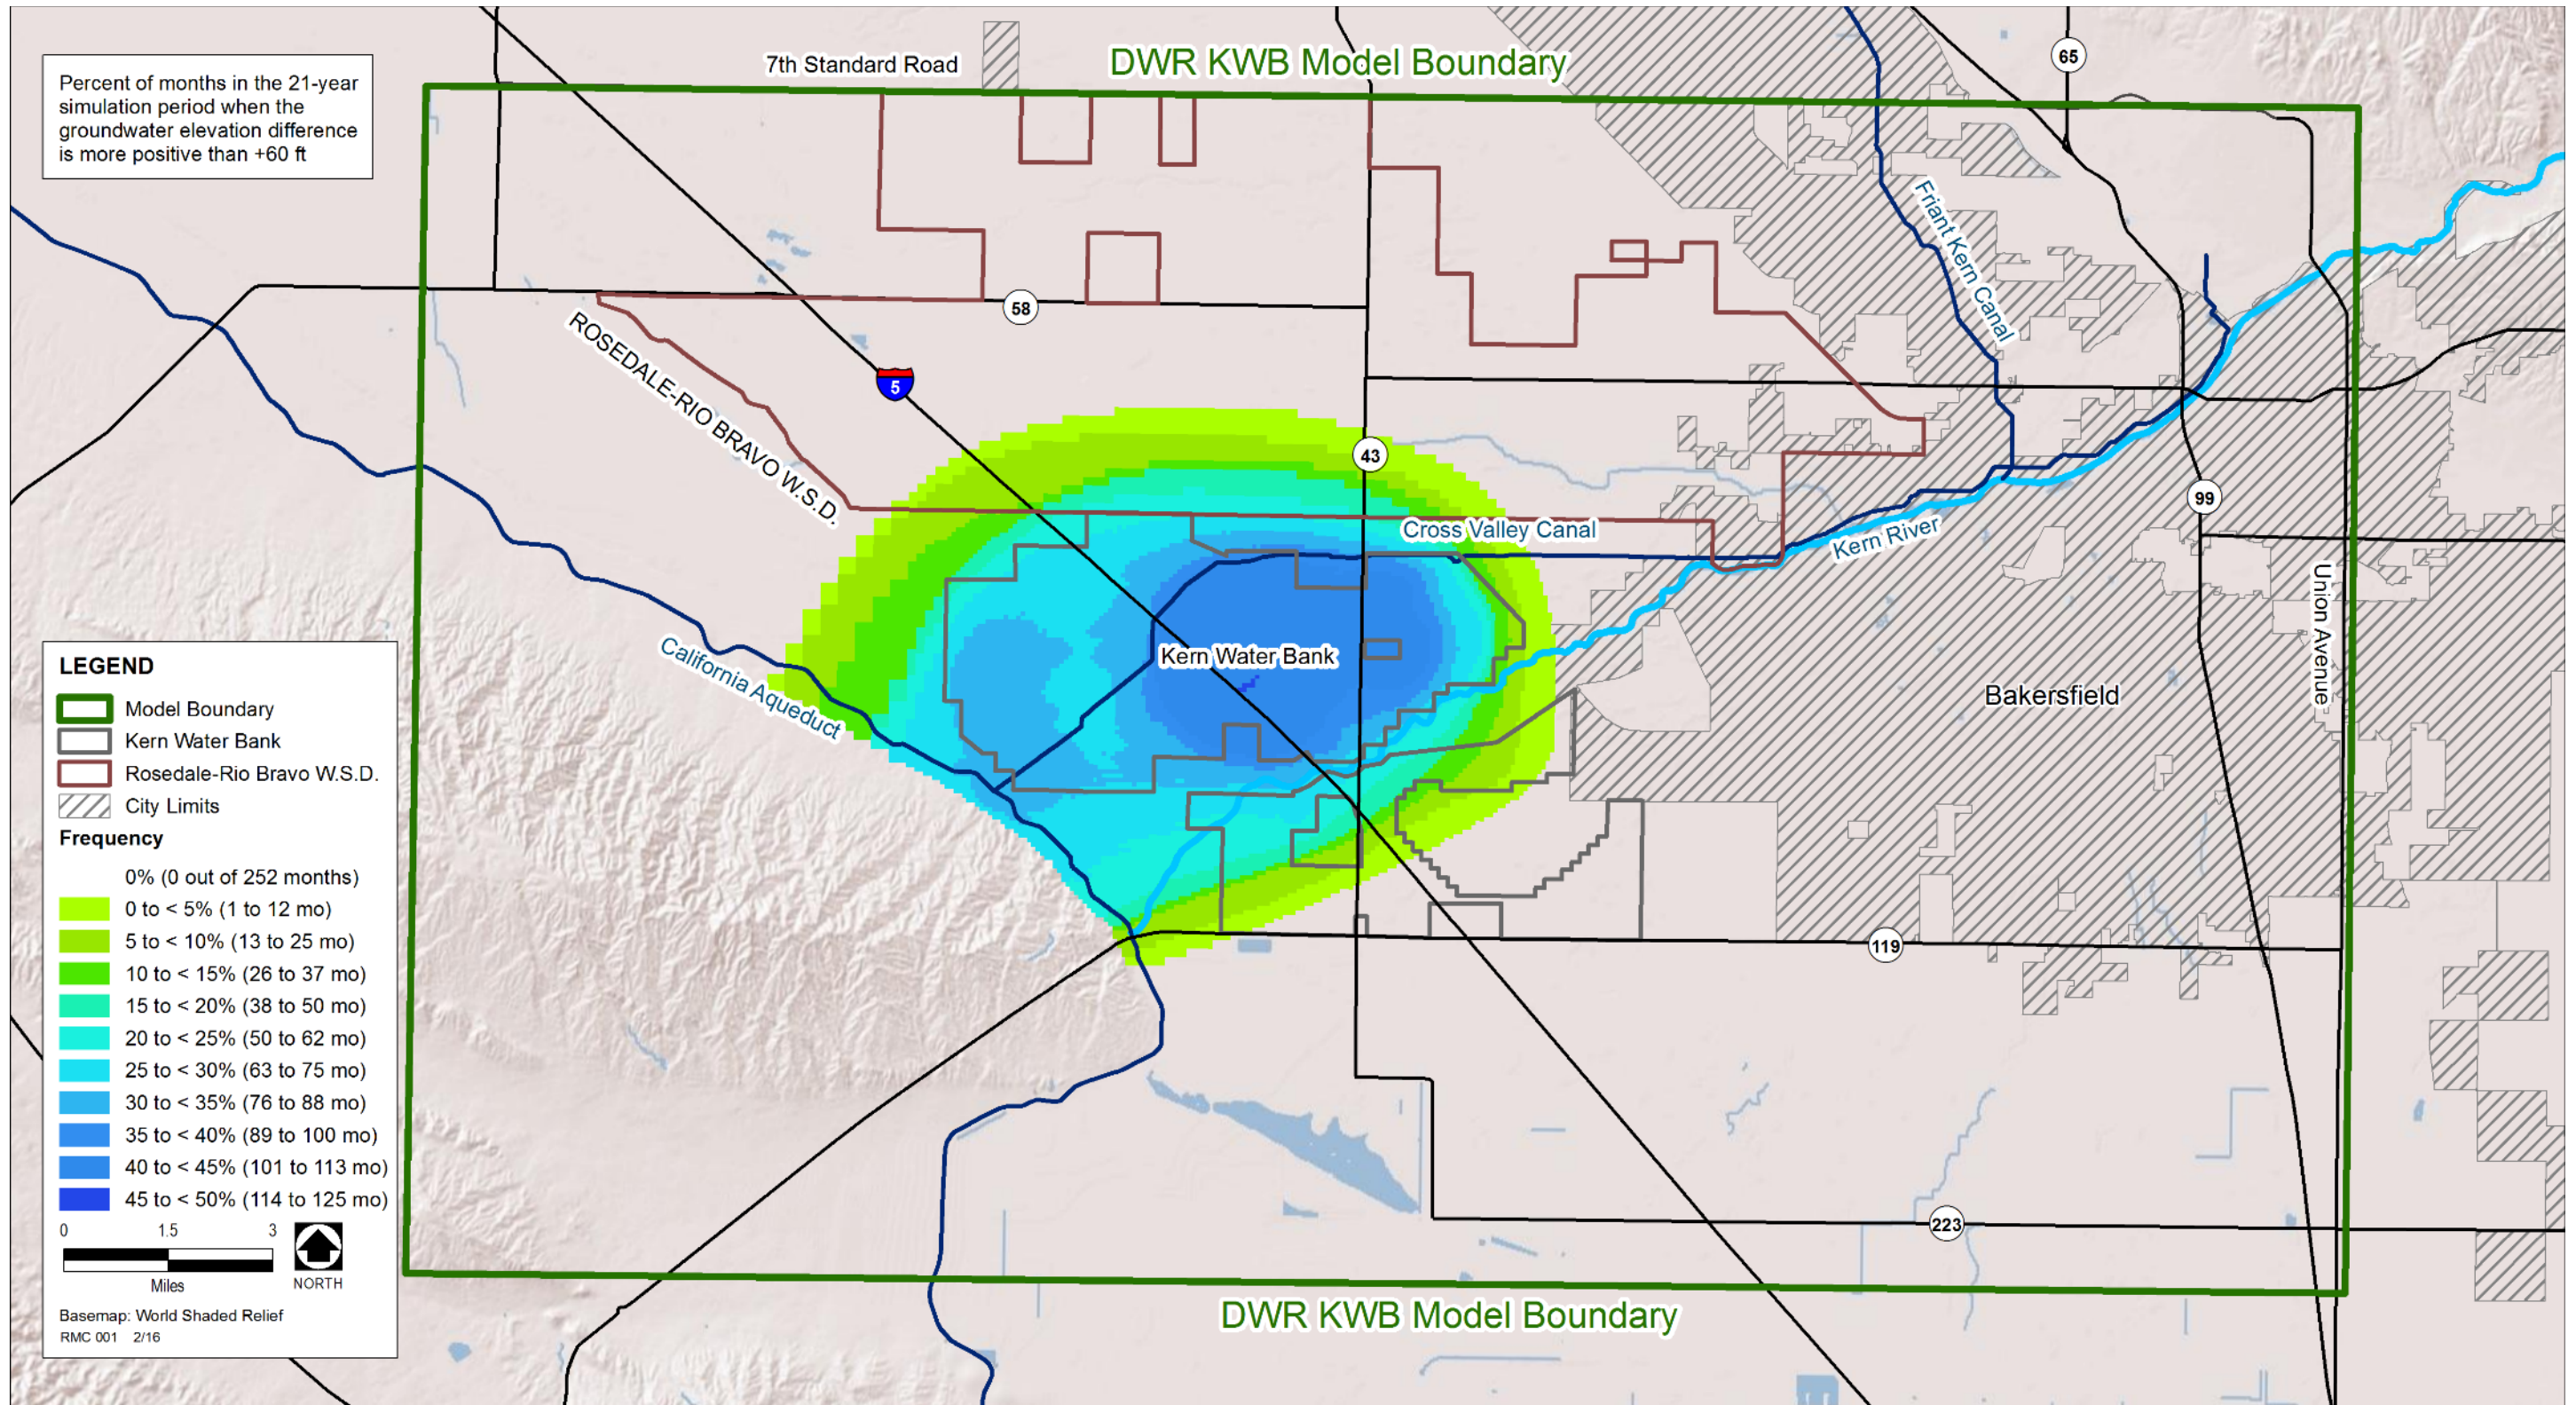 Percent of months in the 21-year
simulation period when the
groundwater elevation difference
is more positive than +60 ft
7th Standard Road
DWR KWB Model Boundary
65
Friant Kern Canal
58
ROSEDALE-RIO BRAVO W.S.D.
5
43
99
Cross Valley Canal
Kern River
Union Avenue
California Aqueduct
Kern Water Bank
Bakersfield
119
223
DWR KWB Model Boundary
LEGEND
Model Boundary
Kern Water Bank
Rosedale-Rio Bravo W.S.D.
City Limits
Frequency
0% (0 out of 252 months)
0 to < 5% (1 to 12 mo)
5 to < 10% (13 to 25 mo)
10 to < 15% (26 to 37 mo)
15 to < 20% (38 to 50 mo)
20 to < 25% (50 to 62 mo)
25 to < 30% (63 to 75 mo)
30 to < 35% (76 to 88 mo)
35 to < 40% (89 to 100 mo)
40 to < 45% (101 to 113 mo)
45 to < 50% (114 to 125 mo)
0 1.5 3
Miles
NORTH
Basemap: World Shaded Relief
RMC 001 2/16